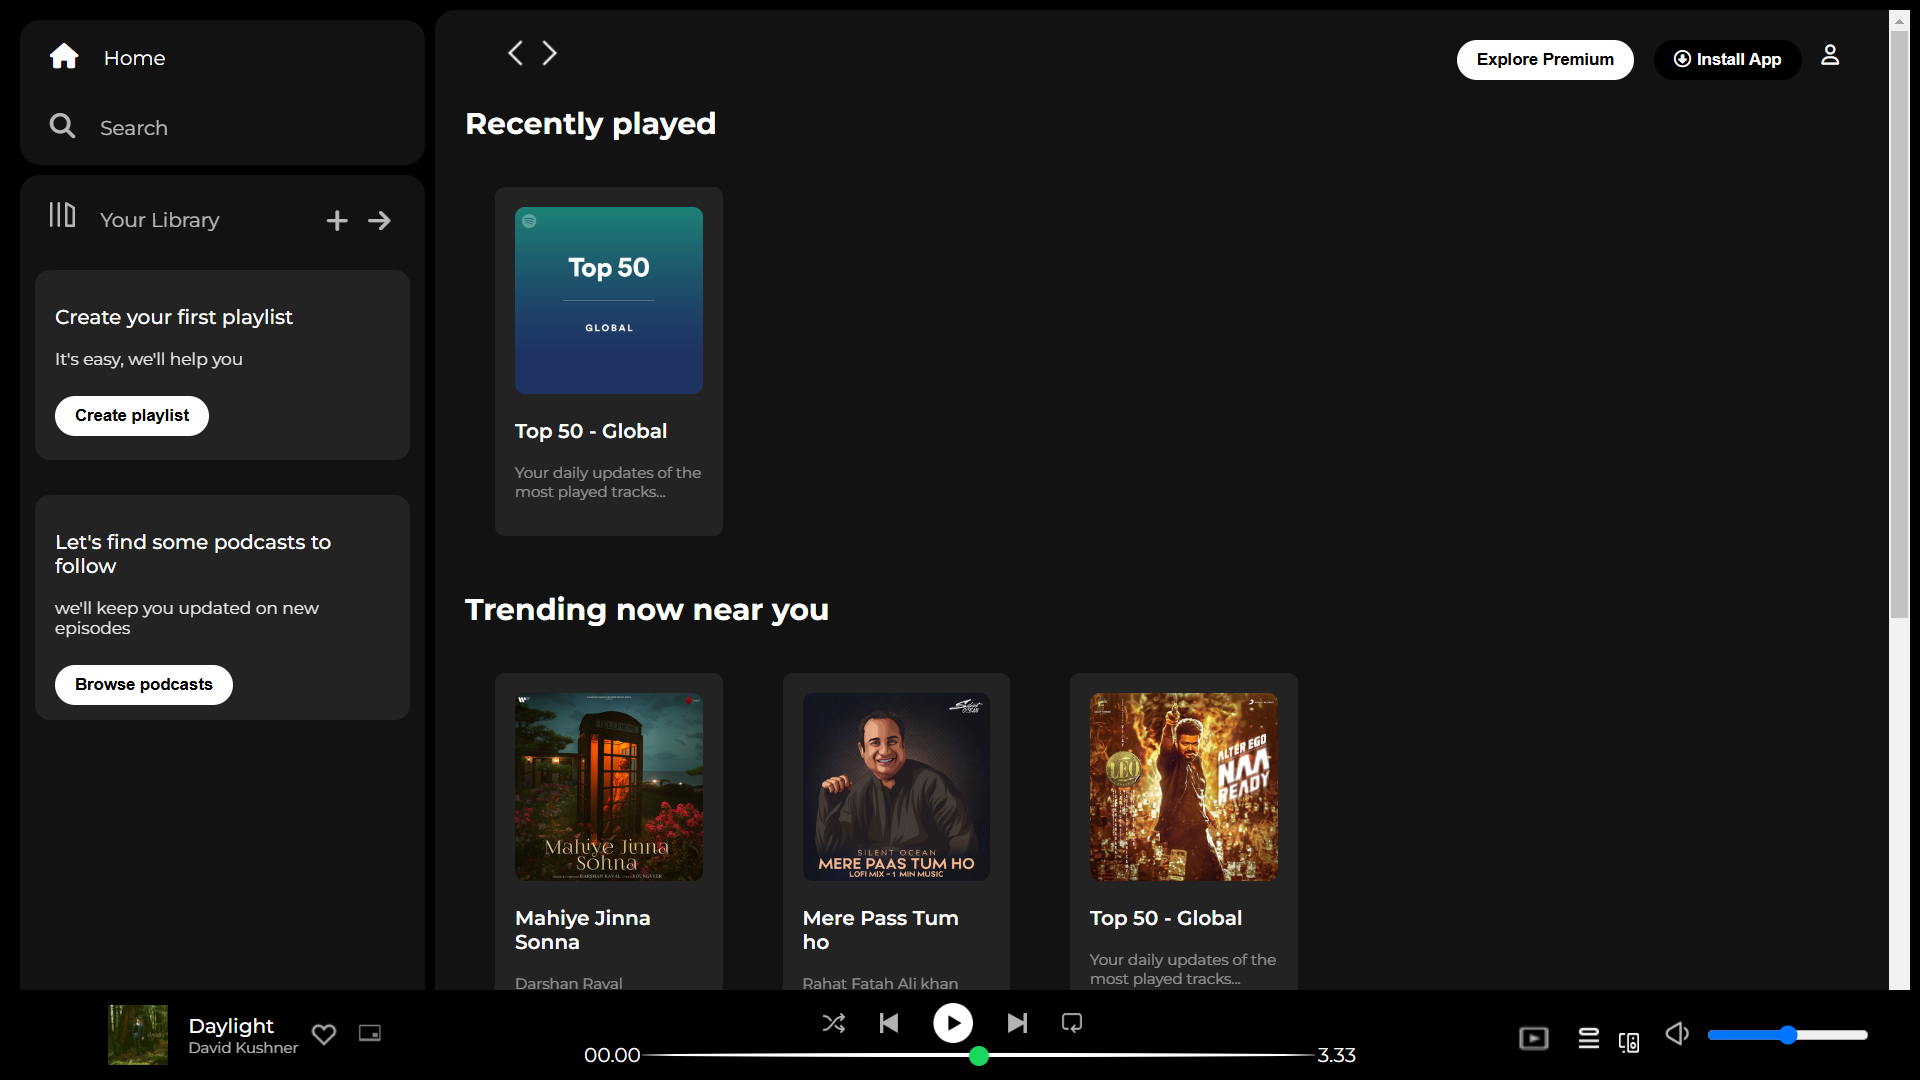 Home
Search
Your Library
Create your first playlist
It's easy, we'll help you
Create playlist
Let's find some podcasts to
follow
we'll keep you updated on new
episodes
Browse podcasts
Explore Premium
Install App
Recently played
Top 50
GLOBAL
Top 50 - Global
Your daily updates of the
most played tracks...
Trending now near you
Mahiye Jinna
Sohna
Mahiye Jinna
Sonna
Darshan Raval
SILENT OCEAN
MERE PAAS TUM HO
LOFI MIX - 1 MIN MUSIC
Mere Pass Tum
ho
Rahat Fatah Ali khan
LEO
ALTER EGO
NAA
READY
Top 50 - Global
Your daily updates of the
most played tracks...
Daylight
David Kushner
00.00
3.33